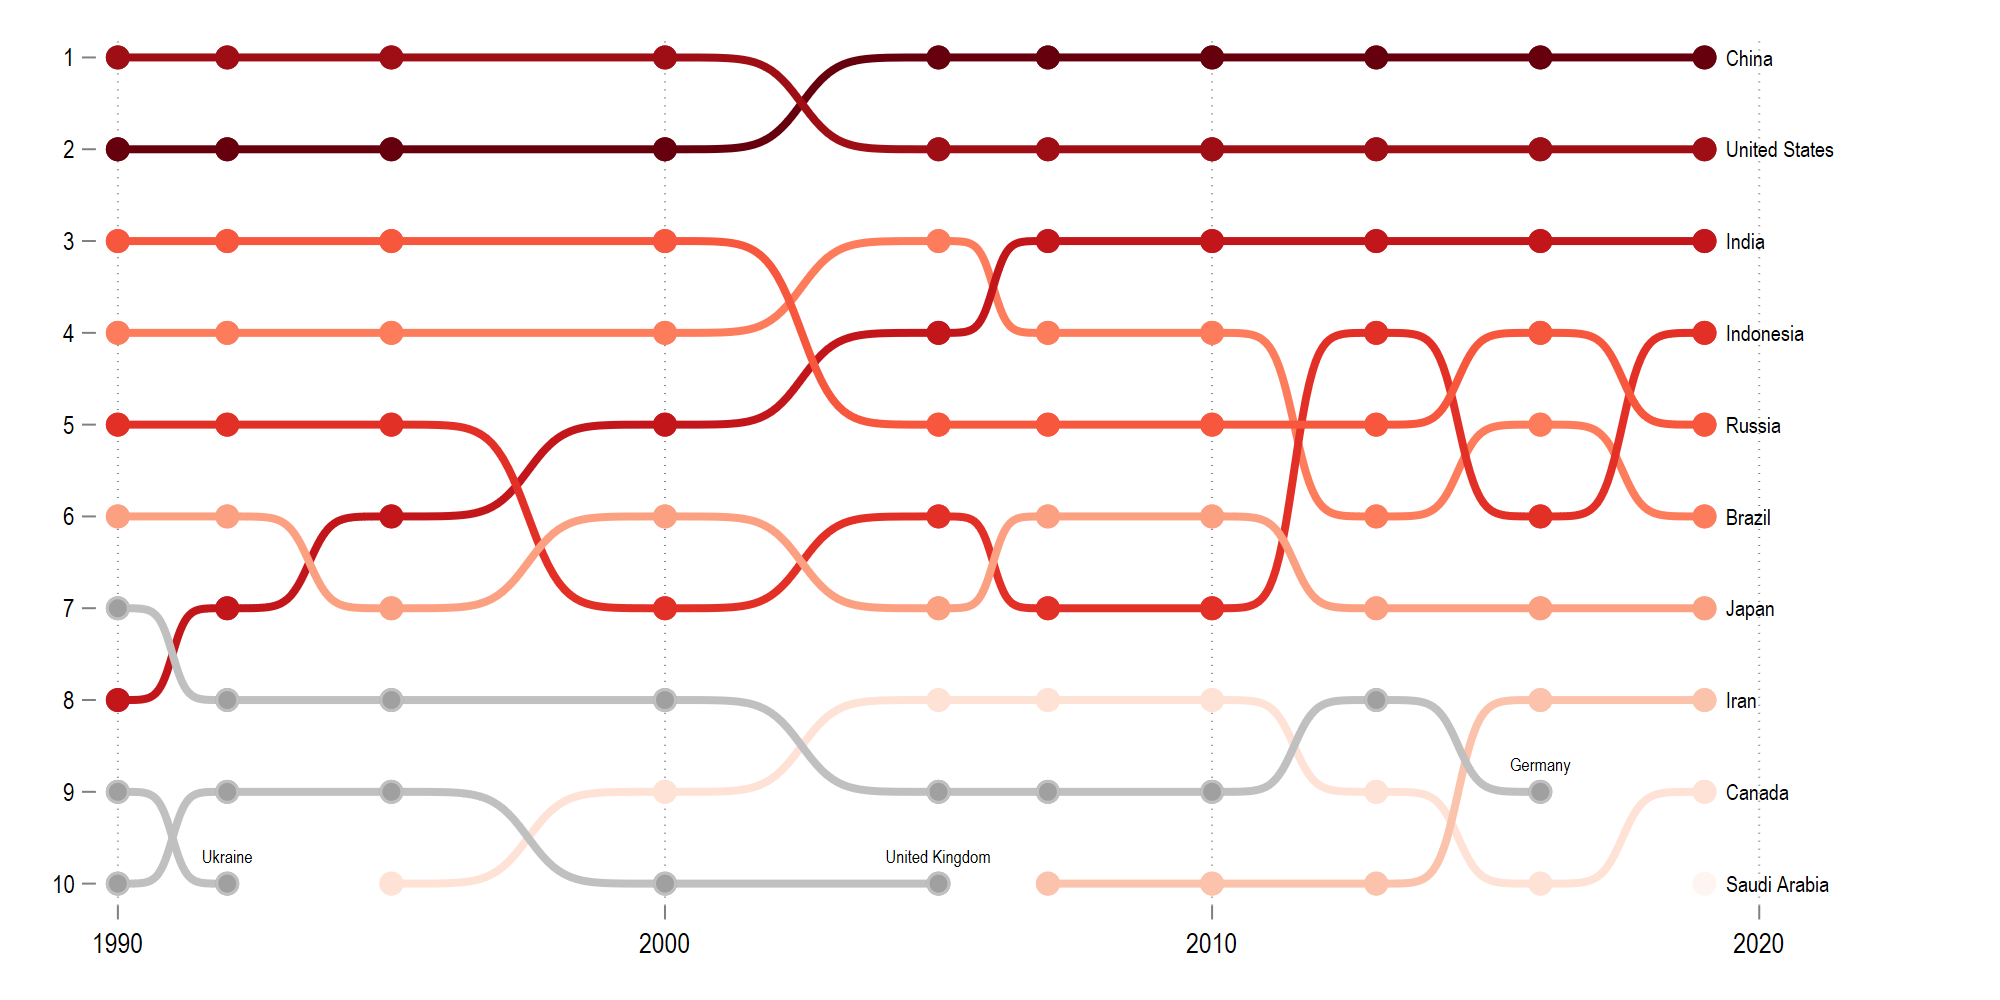 1
China
2
United States
3
India
4
Indonesia
5
Russia
6
Brazil
7
Japan
8
Iran
Germany
9
Canada
Ukraine
United Kingdom
10
Saudi Arabia
1990
2000
2010
2020